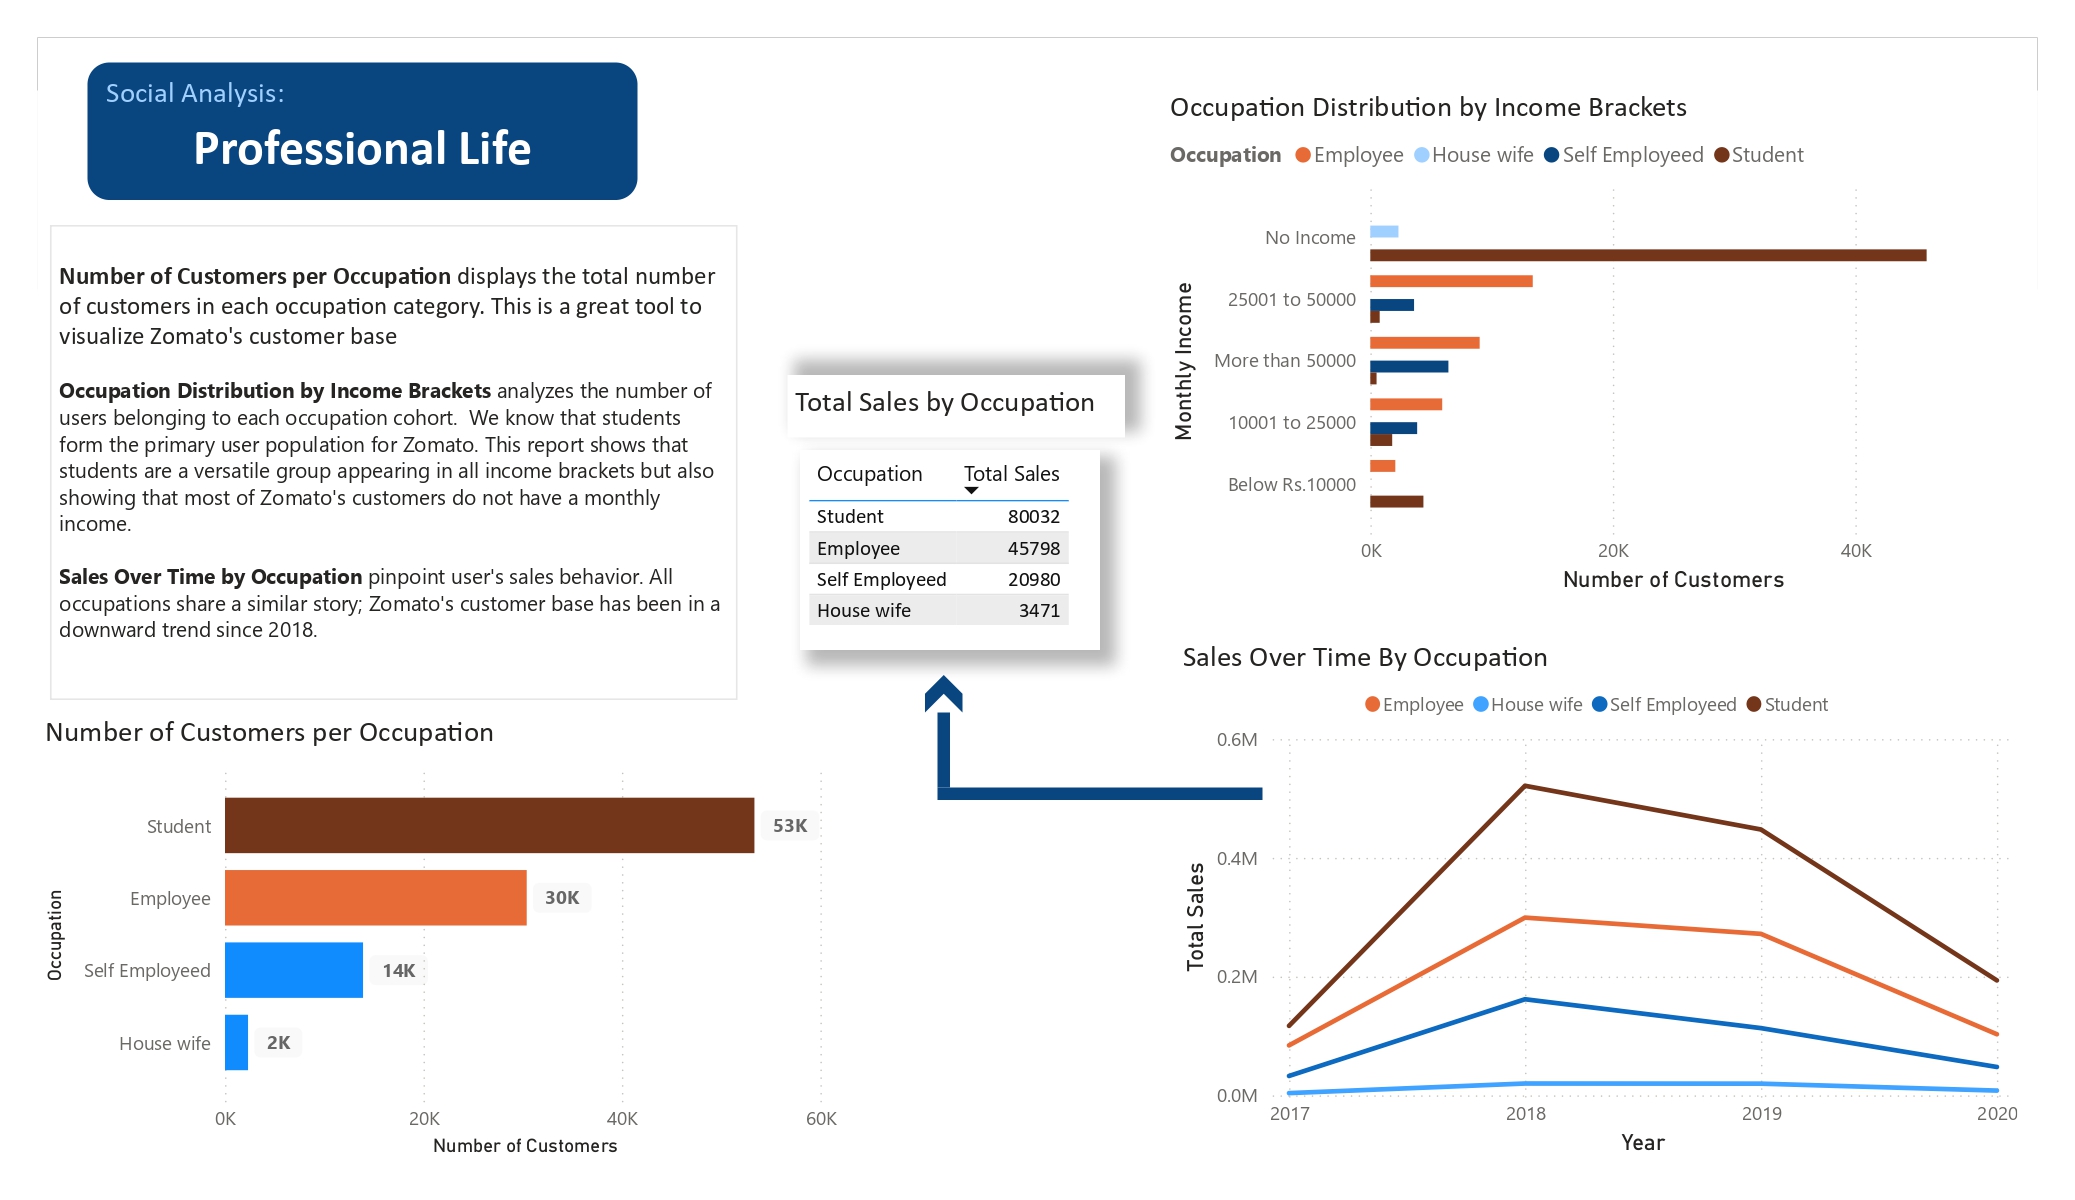 Social Analysis:
Professional Life
Number of Customers per Occupation displays the total number
of customers in each occupation category. This is a great tool to
visualize Zomato's customer base
Occupation Distribution by Income Brackets analyzes the number of
users belonging to each occupation cohort.  We know that students
form the primary user population for Zomato. This report shows that
students are a versatile group appearing in all income brackets but also
showing that most of Zomato's customers do not have a monthly
income.
Sales Over Time by Occupation pinpoint user's sales behavior. All
occupations share a similar story; Zomato's customer base has been in a
downward trend since 2018.
Number of Customers per Occupation
Occupation
Student 53K
Employee 30K
Self Employeed 14K
House wife 2K
0K 20K 40K 60K
Number of Customers
Total Sales by Occupation
Occupation Total Sales
Student 80032
Employee 45798
Self Employeed 20980
House wife 3471
Occupation Distribution by Income Brackets
Occupation Employee House wife Self Employeed Student
Monthly Income
No Income
25001 to 50000
More than 50000
10001 to 25000
Below Rs.10000
0K 20K 40K
Number of Customers
Sales Over Time By Occupation
Employee House wife Self Employeed Student
Total Sales
0.6M
0.4M
0.2M
0.0M
2017 2018 2019 2020
Year